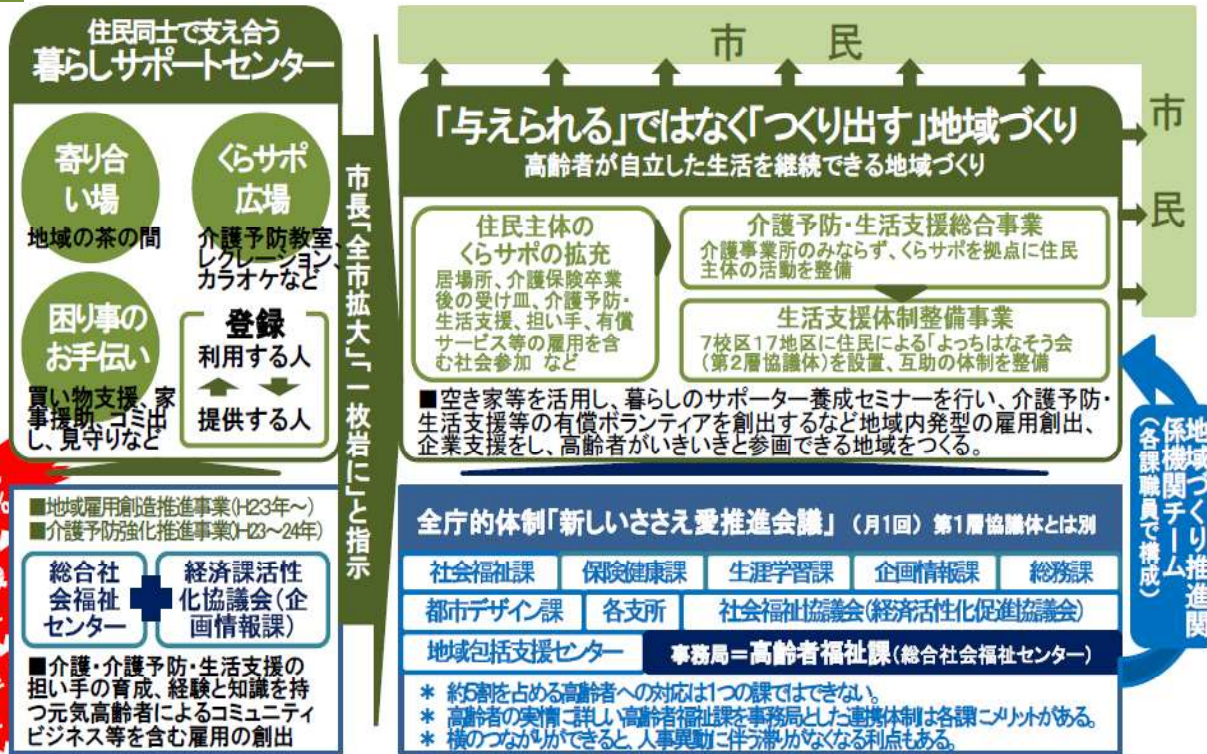 住民同士で支え合う
暮らしサポートセンター
寄り合
い場
地域の茶の間
くらサポ
広場
介護予防教室、
レクレーション、
カラオケなど
困り事の
お手伝い
買い物支援、家
事援助、ゴミ出
し、見守りなど
登録
利用する人
提供する人
■地域雇用創造推進事業(H23年～)
■介護予防強化推進事業(H23～24年)
総合社
会福祉
センター
経済課活性
化協議会(企
画情報課)
■介護・介護予防・生活支援の
担い手の育成、経験と知識を持
つ元気高齢者によるコミュニティ
ビジネス等を含む雇用の創出
市長「全市拡大」「一枚岩に」と指示
市 民
市 民
「与えられる」ではなく「つくり出す」地域づくり
高齢者が自立した生活を継続できる地域づくり
住民主体の
くらサポの拡充
居場所、介護保険卒業
後の受け皿、介護予防・
生活支援、担い手、有償
サービス等の雇用を含
む社会参加 など
介護予防・生活支援総合事業
介護事業所のみならず、くらサポを拠点に住民
主体の活動を整備
生活支援体制整備事業
7校区17地区に住民による「よっちはなそう会
(第2層協議体)を設置、互助の体制を整備
■空き家等を活用し、暮らしのサポーター養成セミナーを行い、介護予防・
生活支援等の有償ボランティアを創出するなど地域内発型の雇用創出、
企業支援をし、高齢者がいきいきと参画できる地域をつくる。
全庁的体制「新しいささえ愛推進会議」 (月1回) 第1層協議体とは別
社会福祉課 保険健康課 生涯学習課 企画情報課 総務課
都市デザイン課 各支所 社会福祉協議会(経済活性化促進協議会)
地域包括支援センター 事務局=高齢者福祉課(総合社会福祉センター)
* 約5割を占める高齢者への対応は1つの課ではできない。
* 高齢者の実情に詳しい高齢者福祉課を事務局とした連携体制は各課にメリットがある。
* 横のつながりができると、人事異動に伴う滞りがなくなる利点もある。
地域づくり推進関
係機関チーム
(各課職員で構成)